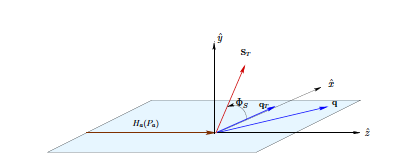 ŷ
S_T
x̂
Φ_S
q_T
q
H_a(P_a)
ẑ